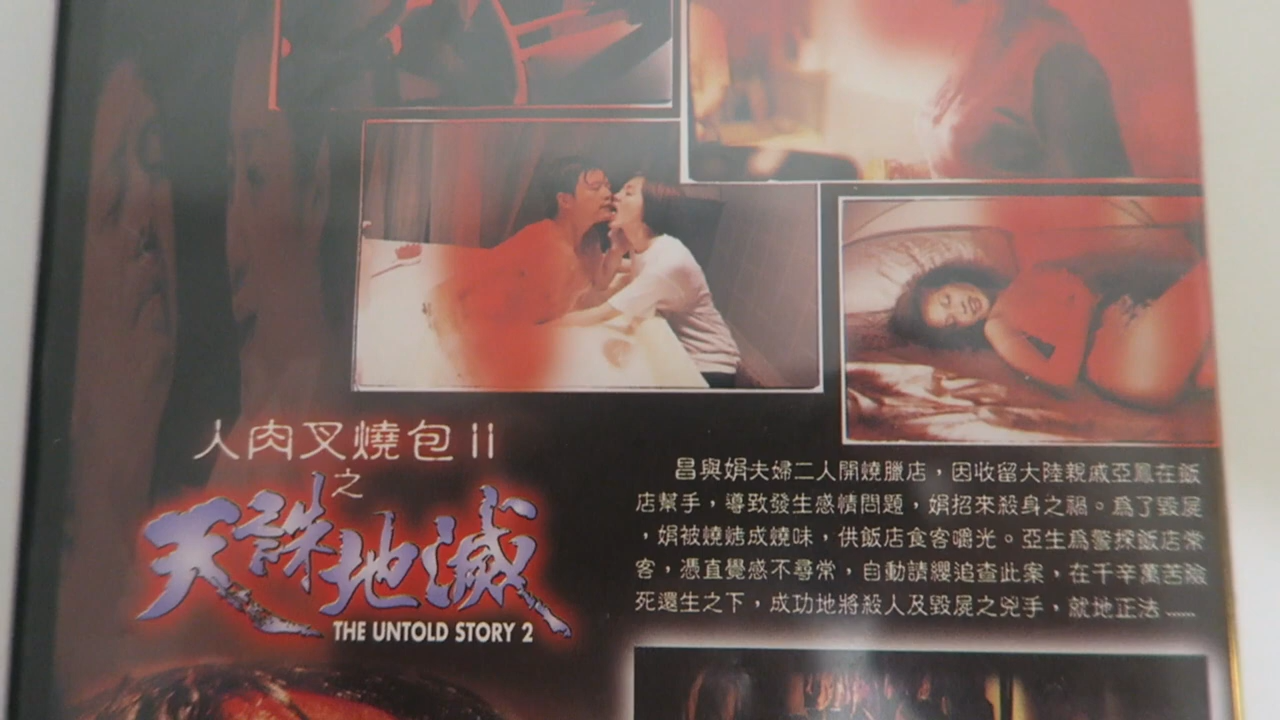 人肉叉燒包 II
之
天誅地滅
THE UNTOLD STORY 2
昌與娟夫婦二人開燒臘店，因收留大陸親戚亞鳳在飯
店幫手，導致發生感情問題，娟招來殺身之禍。爲了毀屍
，娟被燒烤成燒味，供飯店食客嚼光。亞生爲警探飯店常
客，憑直覺感不尋常，自動請纓追查此案，在千辛萬苦險
死還生之下，成功地將殺人及毀屍之兇手，就地正法……